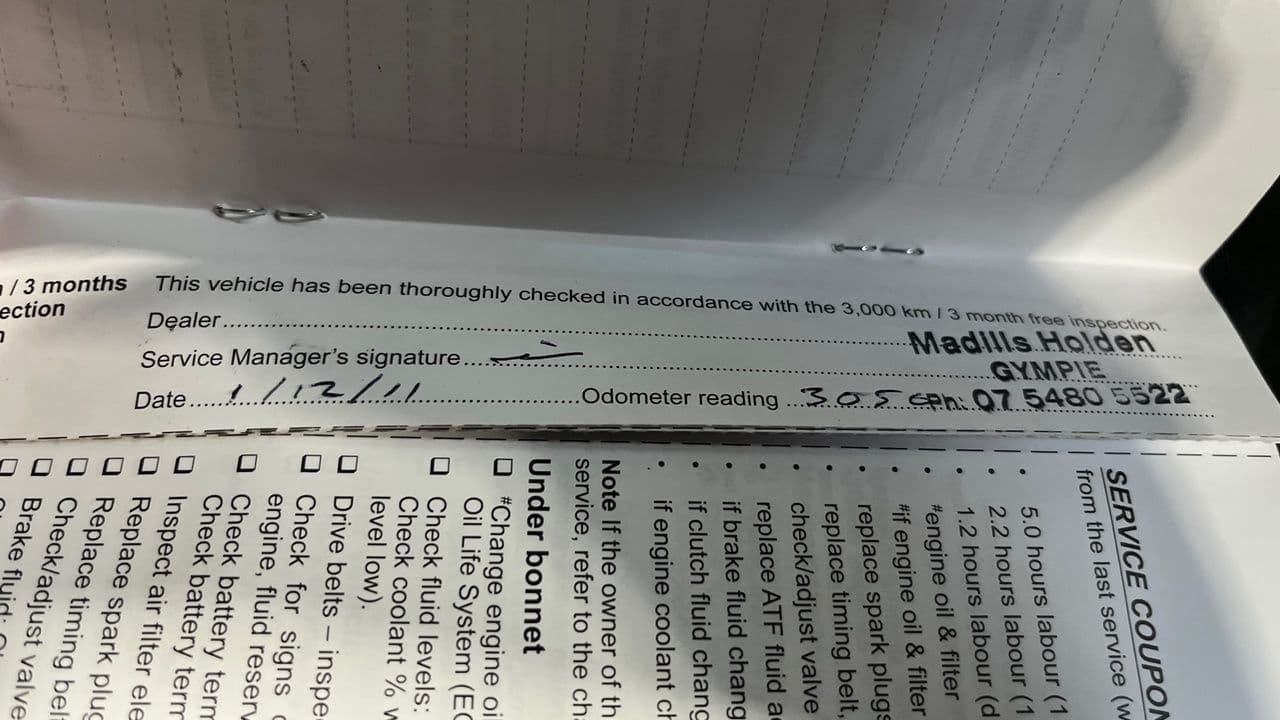 / 3 months
ection
This vehicle has been thoroughly checked in accordance with the 3,000 km / 3 month free inspection.
Dealer
Madills Holden
Service Manager's signature
GYMPIE
Date 1/12/11 Odometer reading 305 Ph: 07 5480 5522
SERVICE COUPON
from the last service (w
• 5.0 hours labour (1
• 2.2 hours labour (1
• 1.2 hours labour (d
• #engine oil & filter
• #if engine oil & filter
• replace spark plugs
• replace timing belt,
• check/adjust valve
• replace ATF fluid a
• if brake fluid chang
• if clutch fluid chang
• if engine coolant ch
Note If the owner of th
service, refer to the ch
Under bonnet
#Change engine oi
Oil Life System (EO
Check fluid levels:
Check coolant % w
level low).
Drive belts – inspe
Check for signs
engine, fluid reserv
Check battery term
Check battery term
Inspect air filter ele
Replace spark plug
Replace timing belt
Check/adjust valve
Brake fluid: